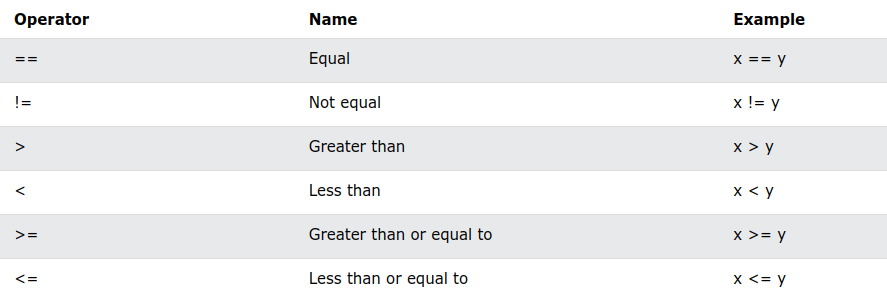 Operator Name Example
== Equal x == y
!= Not equal x != y
> Greater than x > y
< Less than x < y
>= Greater than or equal to x >= y
<= Less than or equal to x <= y